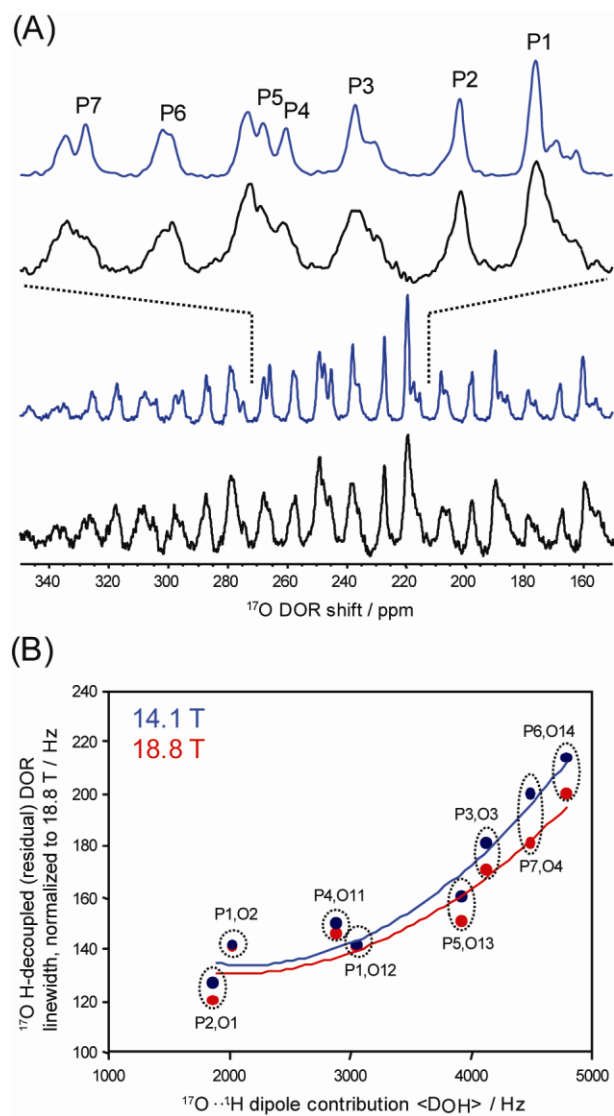 (A)
P7
P6
P5
P4
P3
P2
P1
340 320 300 280 260 240 220 200 180 160
¹⁷O DOR shift / ppm
(B)
¹⁷O H-decoupled (residual) DOR
linewidth, normalized to 18.8 T / Hz
240
220
200
180
160
140
120
100
14.1 T
18.8 T
P6,O14
P3,O3
P7,O4
P4,O11
P1,O2
P5,O13
P1,O12
P2,O1
1000 2000 3000 4000 5000
¹⁷O··¹H dipole contribution <DOH> / Hz